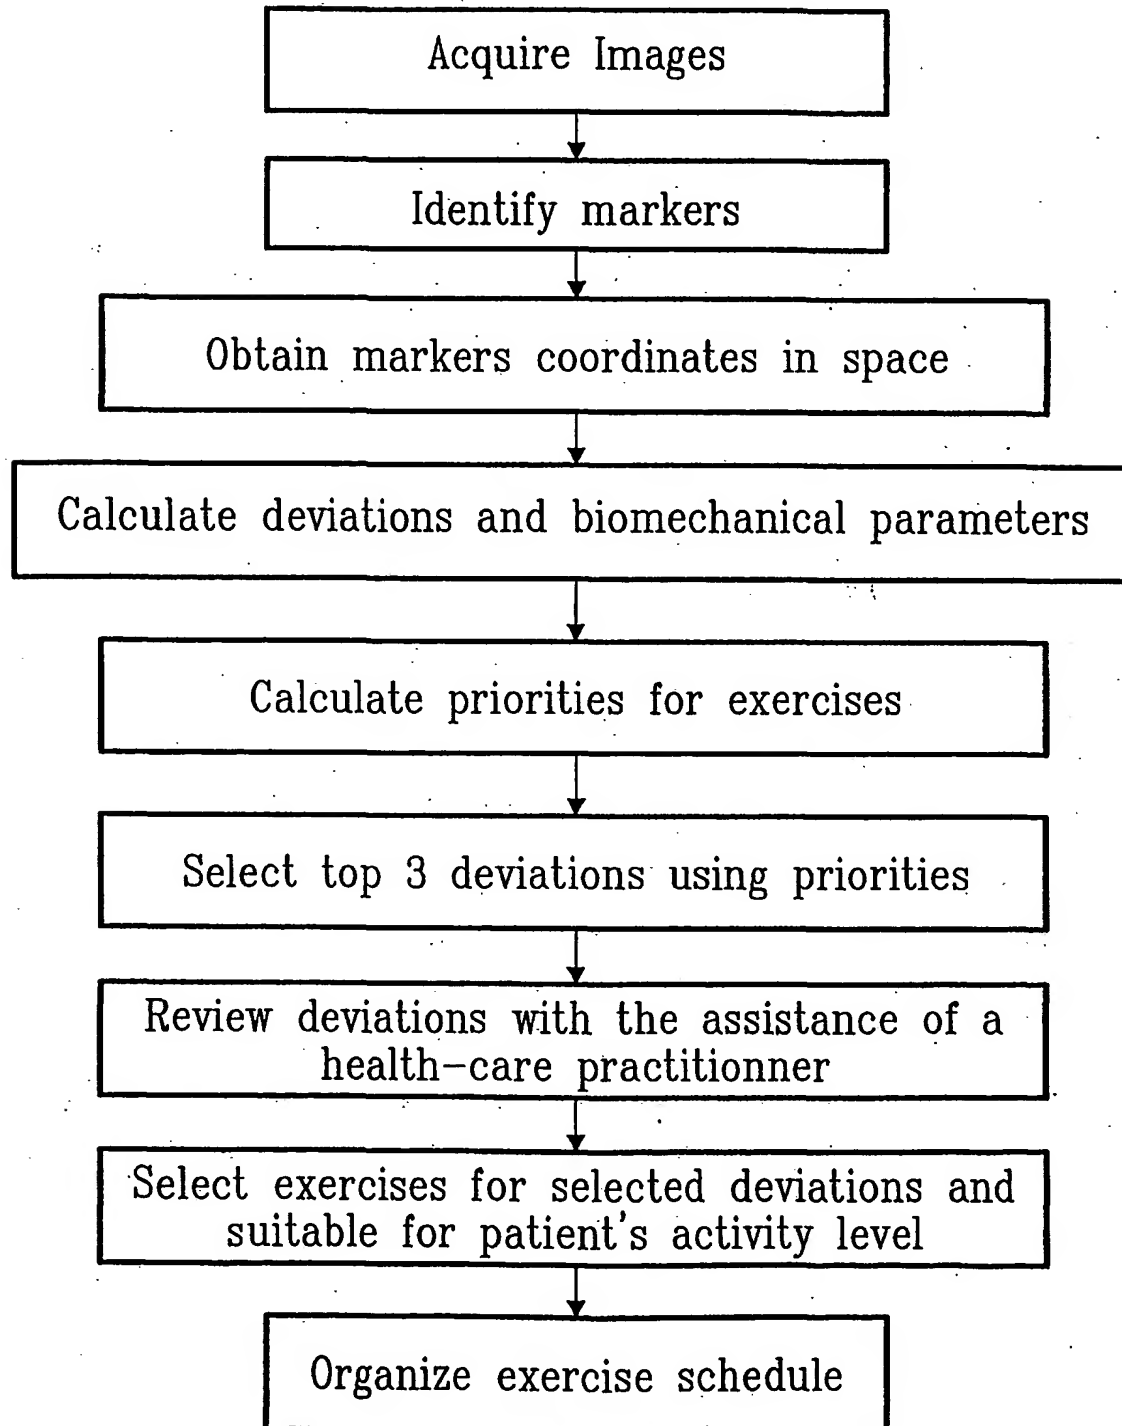 Acquire Images
Identify markers
Obtain markers coordinates in space
Calculate deviations and biomechanical parameters
Calculate priorities for exercises
Select top 3 deviations using priorities
Review deviations with the assistance of a
health-care practitionner
Select exercises for selected deviations and
suitable for patient's activity level
Organize exercise schedule